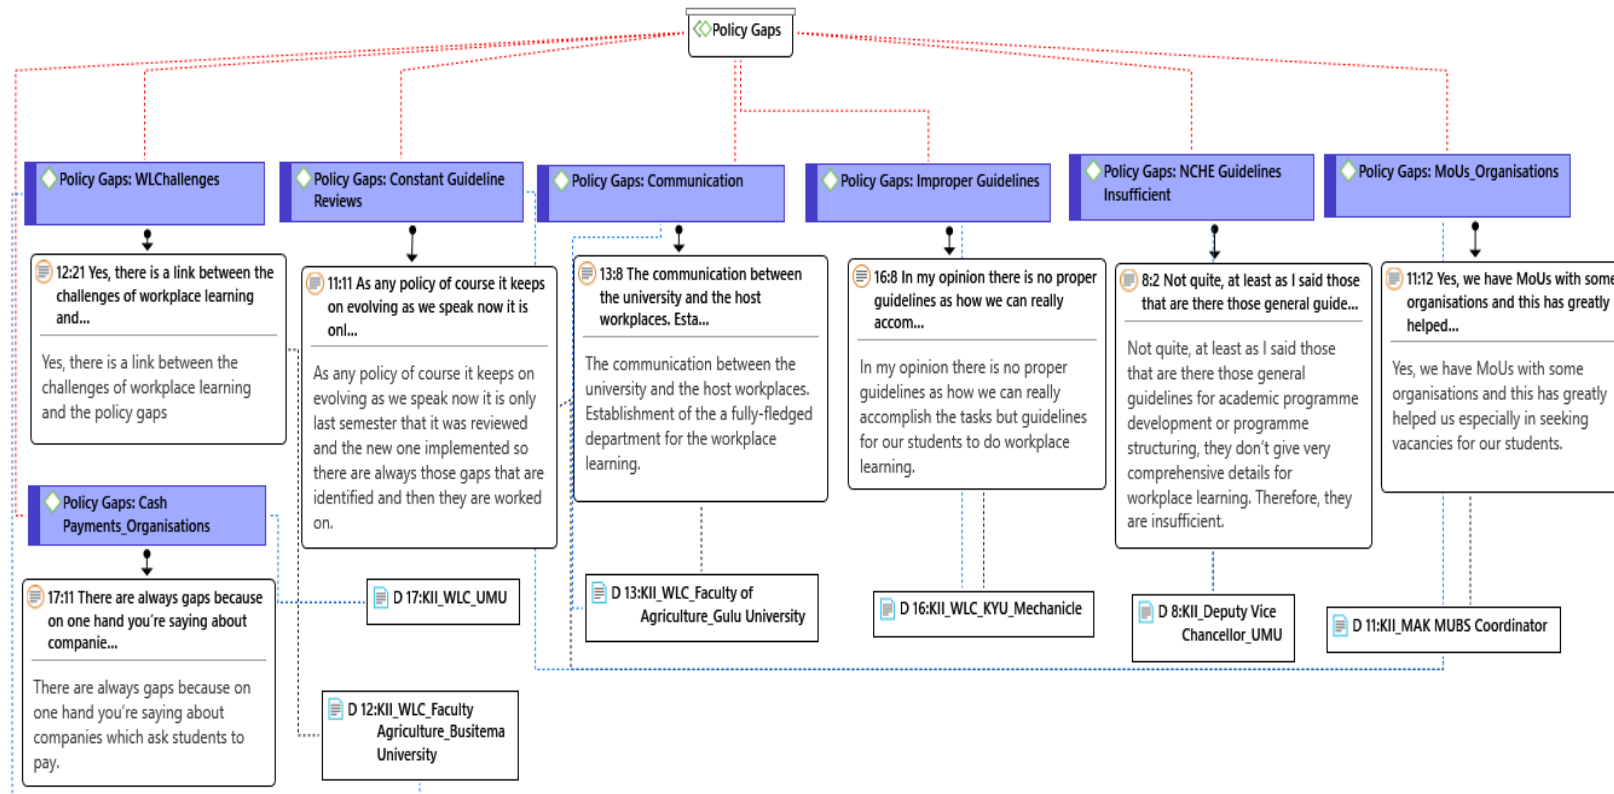 Policy Gaps
Policy Gaps: WLChallenges
Policy Gaps: Constant Guideline
Reviews
Policy Gaps: Communication
Policy Gaps: Improper Guidelines
Policy Gaps: NCHE Guidelines
Insufficient
Policy Gaps: MoUs_Organisations
12:21 Yes, there is a link between the
challenges of workplace learning
and...
Yes, there is a link between the
challenges of workplace learning
and the policy gaps
11:11 As any policy of course it keeps
on evolving as we speak now it is
onl...
As any policy of course it keeps on
evolving as we speak now it is only
last semester that it was reviewed
and the new one implemented so
there are always those gaps that are
identified and then they are worked
on.
13:8 The communication between
the university and the host
workplaces. Esta...
The communication between the
university and the host workplaces.
Establishment of the a fully-fledged
department for the workplace
learning.
16:8 In my opinion there is no proper
guidelines as how we can really
accom...
In my opinion there is no proper
guidelines as how we can really
accomplish the tasks but guidelines
for our students to do workplace
learning.
8:2 Not quite, at least as I said those
that are there those general guide...
Not quite, at least as I said those
that are there those general
guidelines for academic programme
development or programme
structuring, they don't give very
comprehensive details for
workplace learning. Therefore, they
are insufficient.
11:12 Yes, we have MoUs with some
organisations and this has greatly
helped...
Yes, we have MoUs with some
organisations and this has greatly
helped us especially in seeking
vacancies for our students.
Policy Gaps: Cash
Payments_Organisations
17:11 There are always gaps because
on one hand you're saying about
companie...
There are always gaps because on
one hand you're saying about
companies which ask students to
pay.
D 17:KII_WLC_UMU
D 12:KII_WLC_Faculty
Agriculture_Busitema
University
D 13:KII_WLC_Faculty of
Agriculture_Gulu University
D 16:KII_WLC_KYU_Mechanicle
D 8:KII_Deputy Vice
Chancellor_UMU
D 11:KII_MAK MUBS Coordinator